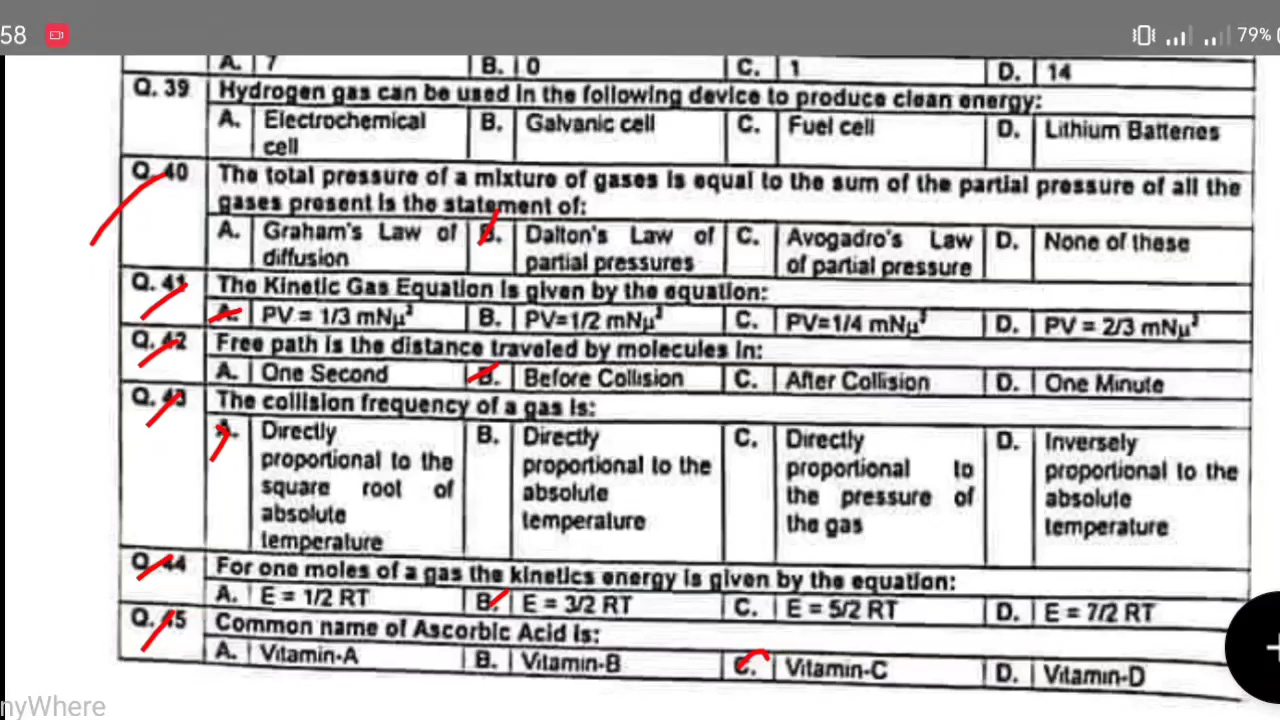 58
79%
A. 7 B. 0 C. 1 D. 14
Q. 39 Hydrogen gas can be used in the following device to produce clean energy:
A. Electrochemical cell B. Galvanic cell C. Fuel cell D. Lithium Batteries
Q. 40 The total pressure of a mixture of gases is equal to the sum of the partial pressure of all the
gases present is the statement of:
A. Graham's Law of diffusion B. Dalton's Law of partial pressures C. Avogadro's Law of partial pressure D. None of these
Q. 41 The Kinetic Gas Equation is given by the equation:
A. PV = 1/3 mNμ² B. PV=1/2 mNμ² C. PV=1/4 mNμ² D. PV = 2/3 mNμ²
Q. 42 Free path is the distance traveled by molecules in:
A. One Second B. Before Collision C. After Collision D. One Minute
Q. 43 The collision frequency of a gas is:
A. Directly proportional to the square root of absolute temperature B. Directly proportional to the absolute temperature C. Directly proportional to the pressure of the gas D. Inversely proportional to the absolute temperature
Q. 44 For one moles of a gas the kinetics energy is given by the equation:
A. E = 1/2 RT B. E = 3/2 RT C. E = 5/2 RT D. E = 7/2 RT
Q. 45 Common name of Ascorbic Acid is:
A. Vitamin-A B. Vitamin-B C. Vitamin-C D. Vitamin-D
nyWhere